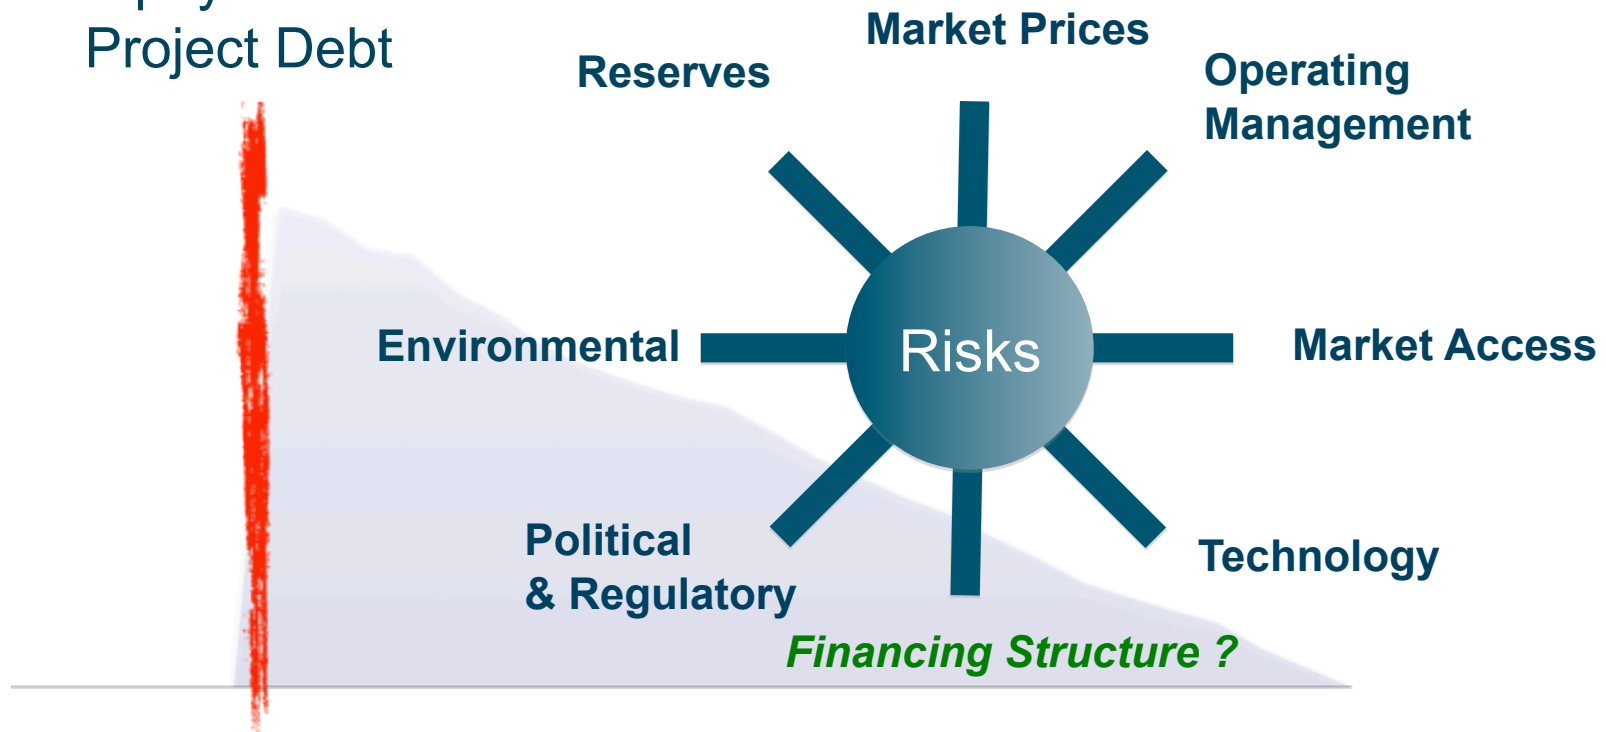 Project Debt
Market Prices
Reserves
Operating
Management
Environmental
Risks
Market Access
Political
& Regulatory
Technology
Financing Structure ?